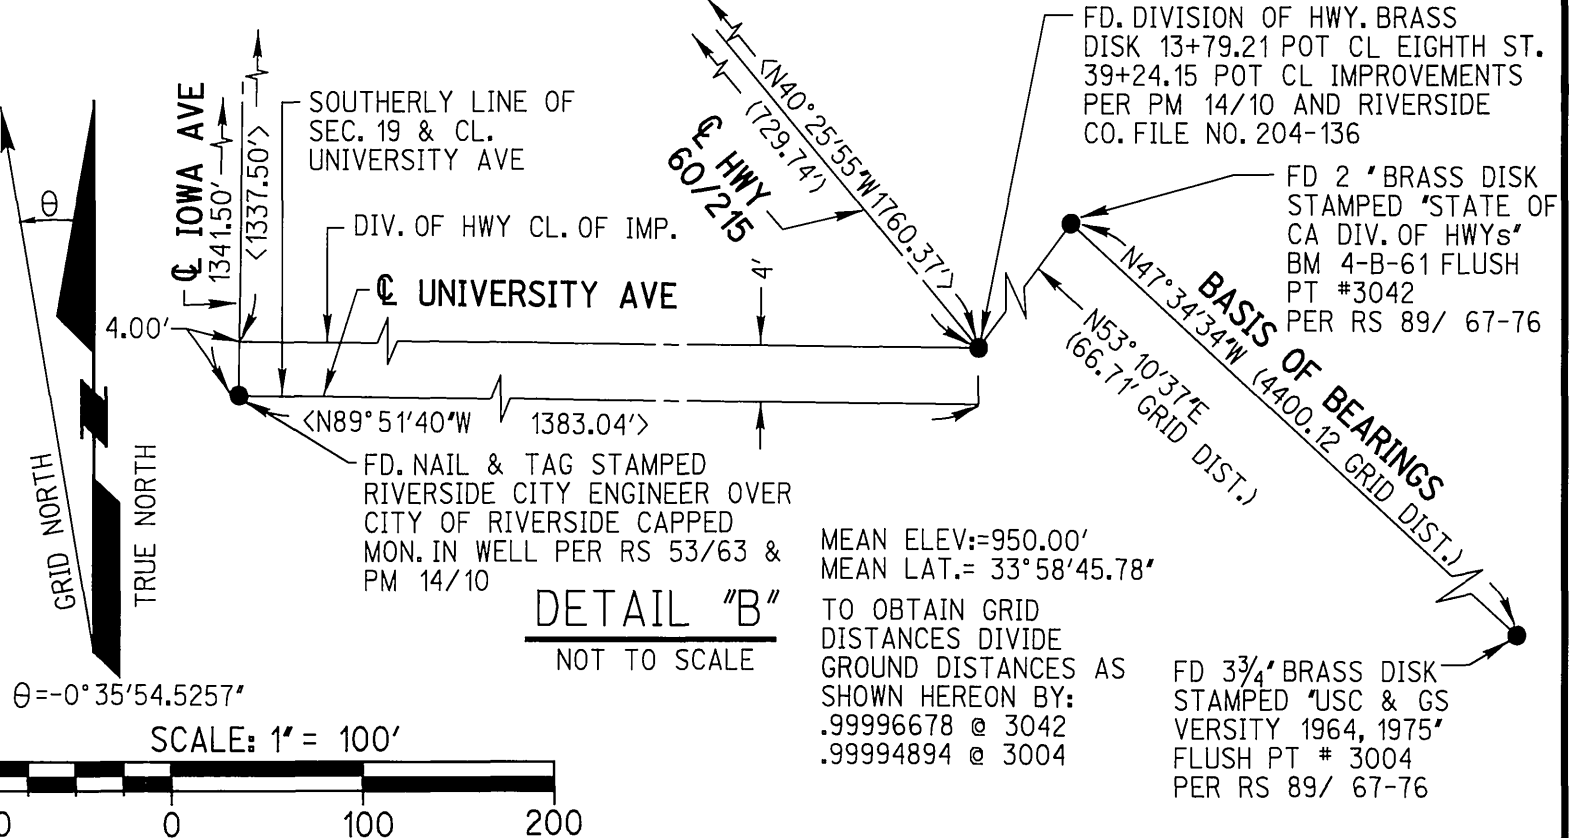 FD. DIVISION OF HWY. BRASS
DISK 13+79.21 POT CL EIGHTH ST.
39+24.15 POT CL IMPROVEMENTS
PER PM 14/10 AND RIVERSIDE
CO. FILE NO. 204-136
FD 2 "BRASS DISK
STAMPED "STATE OF
CA DIV. OF HWYs"
BM 4-B-61 FLUSH
PT #3042
PER RS 89/ 67-76
SOUTHERLY LINE OF
SEC. 19 & CL.
UNIVERSITY AVE
DIV. OF HWY CL. OF IMP.
℄ UNIVERSITY AVE
℄ IOWA AVE
1341.50'
<1337.50'>
<N40°25'55"W 1760.37'>
(729.74')
℄ HWY
60/215
4'
4.00'
<N89°51'40"W 1383.04'>
FD. NAIL & TAG STAMPED
RIVERSIDE CITY ENGINEER OVER
CITY OF RIVERSIDE CAPPED
MON. IN WELL PER RS 53/63 &
PM 14/10
N53°10'37"E
(66.71' GRID DIST.)
BASIS OF BEARINGS
N47°34'34"W (4400.12 GRID DIST.)
θ
GRID NORTH
TRUE NORTH
θ=-0°35'54.5257"
DETAIL "B"
NOT TO SCALE
MEAN ELEV:=950.00'
MEAN LAT.= 33°58'45.78"
TO OBTAIN GRID
DISTANCES DIVIDE
GROUND DISTANCES AS
SHOWN HEREON BY:
.99996678 @ 3042
.99994894 @ 3004
FD 3¾" BRASS DISK
STAMPED "USC & GS
VERSITY 1964, 1975"
FLUSH PT # 3004
PER RS 89/ 67-76
SCALE: 1" = 100'
0
0 100 200